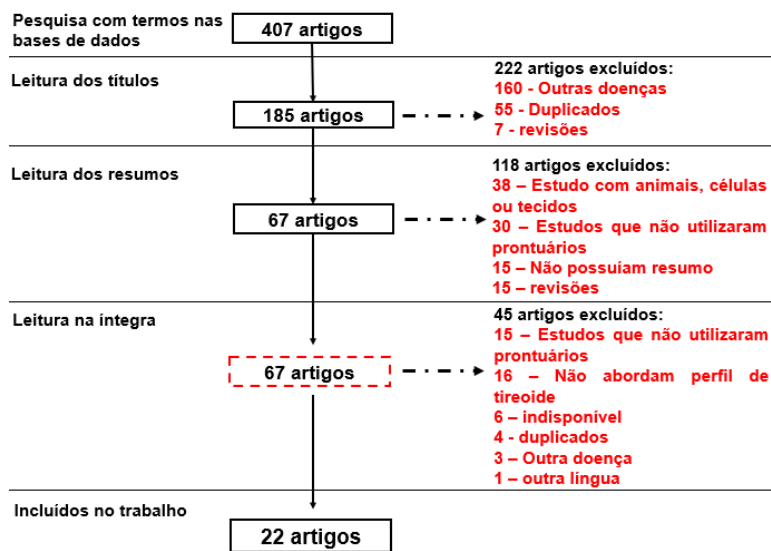 Pesquisa com termos nas
bases de dados
407 artigos
Leitura dos títulos
185 artigos
222 artigos excluídos:
160 - Outras doenças
55 - Duplicados
7 - revisões
Leitura dos resumos
67 artigos
118 artigos excluídos:
38 – Estudo com animais, células
ou tecidos
30 – Estudos que não utilizaram
prontuários
15 – Não possuíam resumo
15 – revisões
Leitura na íntegra
67 artigos
45 artigos excluídos:
15 – Estudos que não utilizaram
prontuários
16 – Não abordam perfil de
tireoide
6 – indisponível
4 - duplicados
3 – Outra doença
1 – outra língua
Incluídos no trabalho
22 artigos